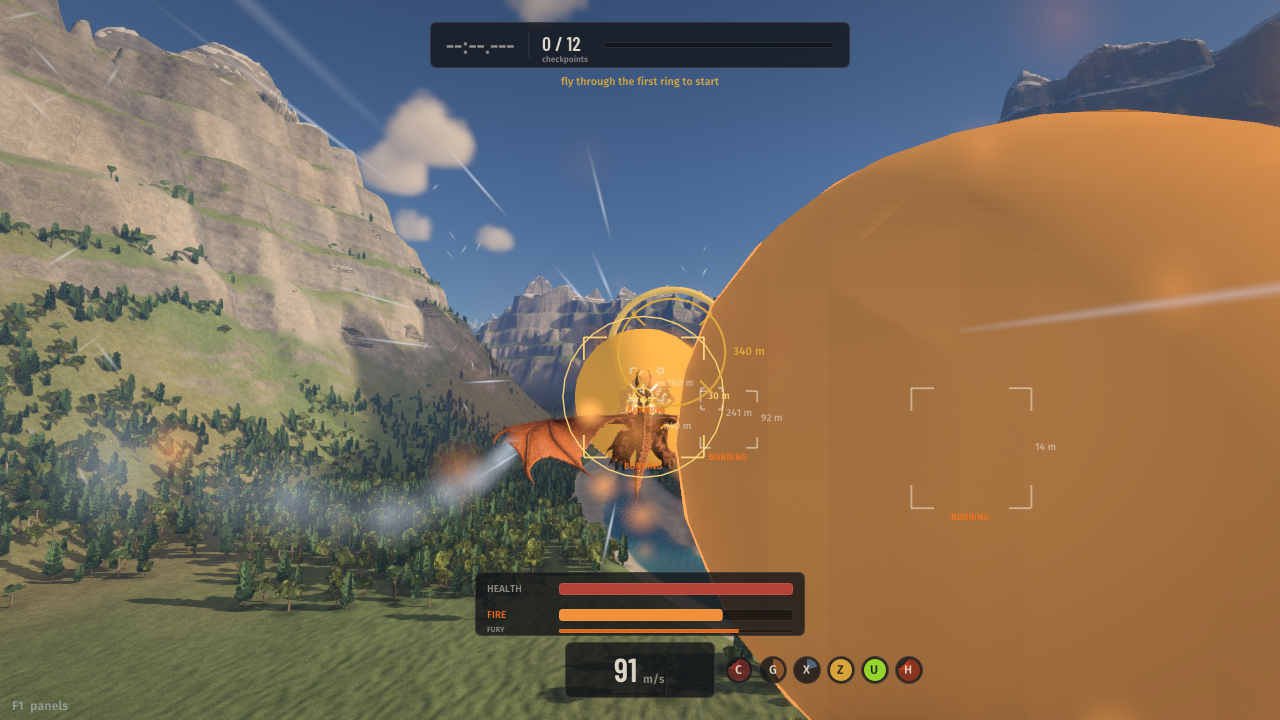 --:--.---
0 / 12
checkpoints
fly through the first ring to start
340 m
30 m
241 m
92 m
BURNING
BURNING
14 m
BURNING
HEALTH
FIRE
FURY
91 m/s
C G X Z U H
F1 panels